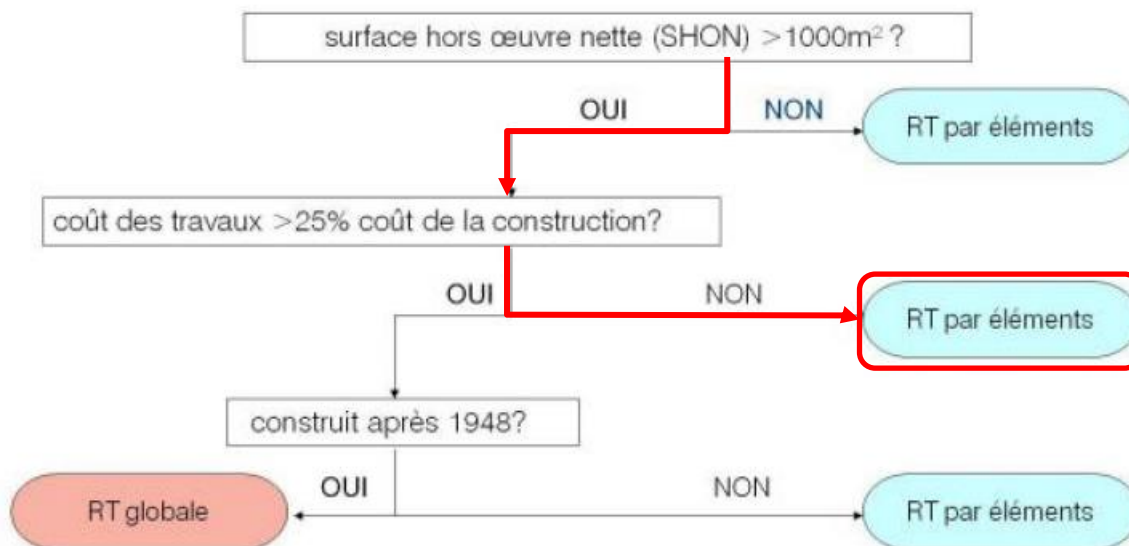 surface hors œuvre nette (SHON) >1000m² ?
OUI
NON
RT par éléments
coût des travaux >25% coût de la construction?
OUI
NON
RT par éléments
construit après 1948?
RT globale
OUI
NON
RT par éléments